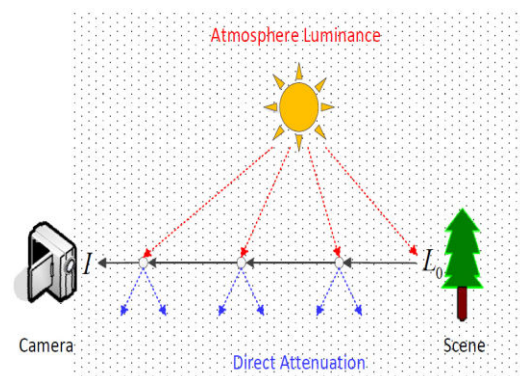 Atmosphere Luminance
I
L₀
Camera
Scene
Direct Attenuation